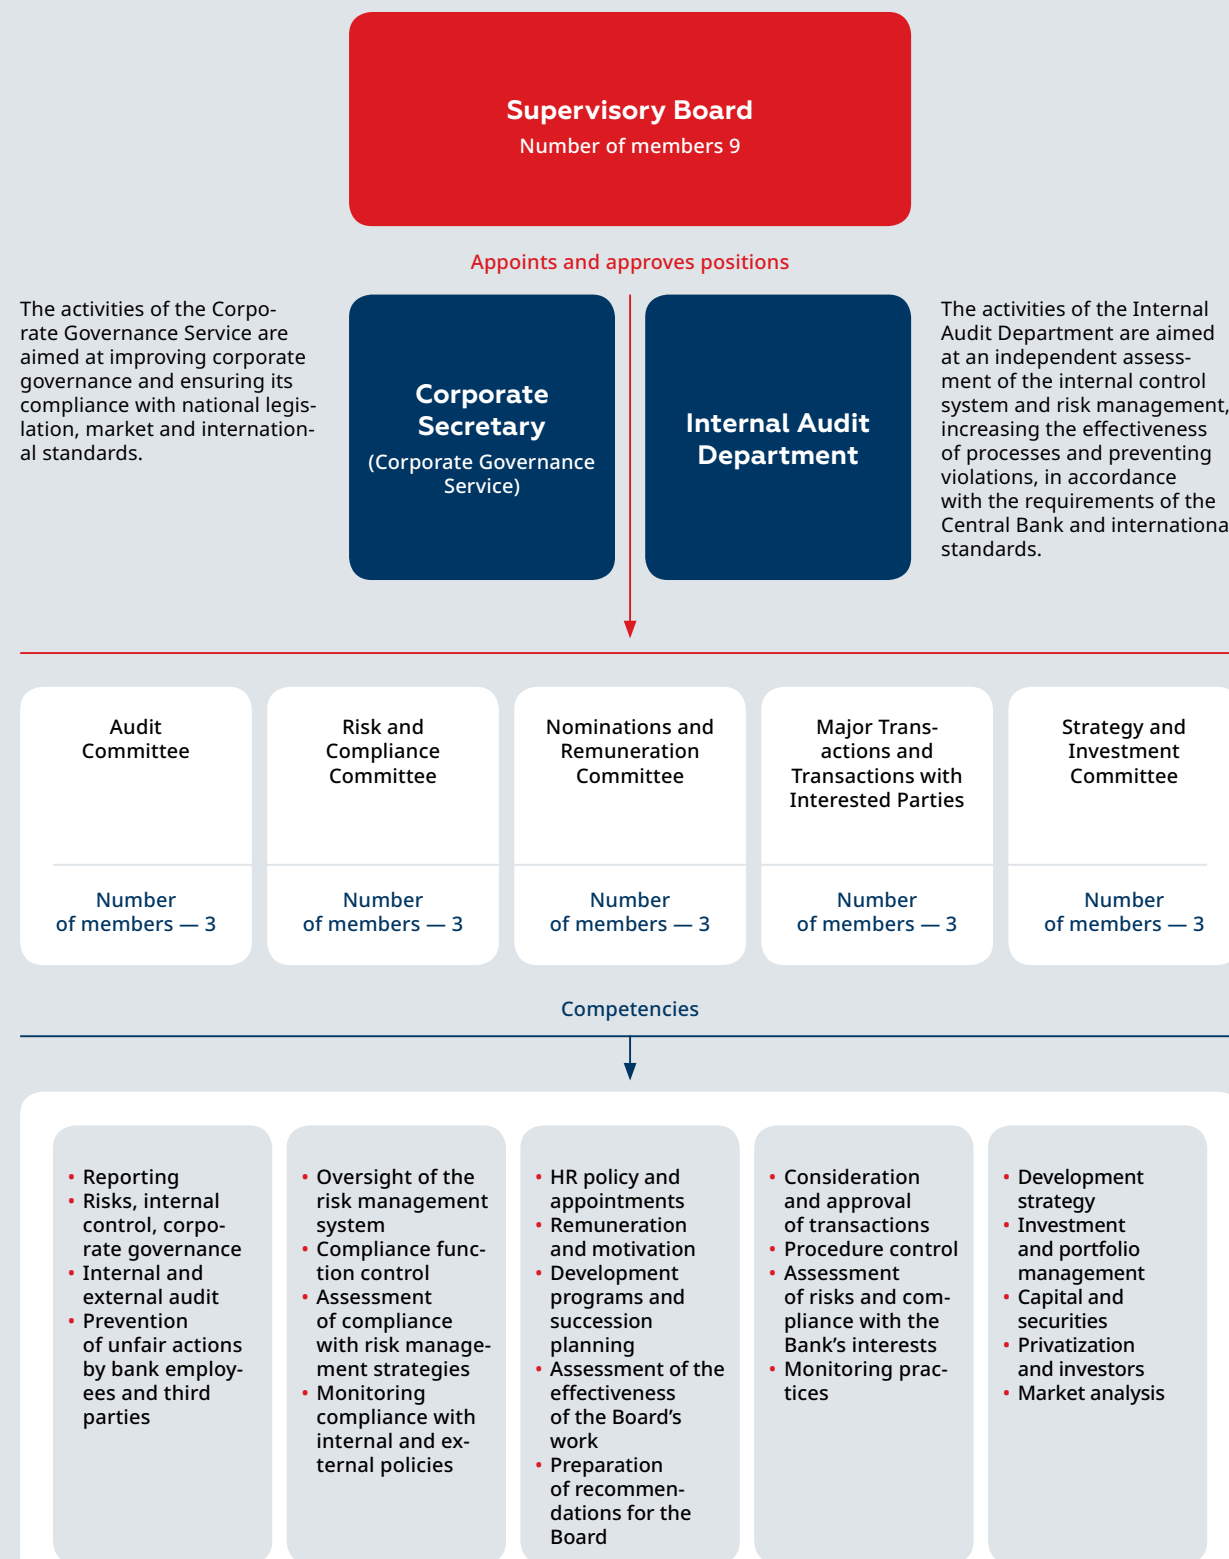 Supervisory Board
Number of members 9
Appoints and approves positions
The activities of the Corpo-
rate Governance Service are
aimed at improving corporate
governance and ensuring its
compliance with national legis-
lation, market and internation-
al standards.
Corporate
Secretary
(Corporate Governance
Service)
Internal Audit
Department
The activities of the Internal
Audit Department are aimed
at an independent assess-
ment of the internal control
system and risk management,
increasing the effectiveness
of processes and preventing
violations, in accordance
with the requirements of the
Central Bank and internationa
standards.
Audit
Committee
Number
of members — 3
Risk and
Compliance
Committee
Number
of members — 3
Nominations and
Remuneration
Committee
Number
of members — 3
Major Trans-
actions and
Transactions with
Interested Parties
Number
of members — 3
Strategy and
Investment
Committee
Number
of members — 3
Competencies
• Reporting
• Risks, internal
control, corpo-
rate governance
• Internal and
external audit
• Prevention
of unfair actions
by bank employ-
ees and third
parties
• Oversight of the
risk management
system
• Compliance func-
tion control
• Assessment
of compliance
with risk manage-
ment strategies
• Monitoring
compliance with
internal and ex-
ternal policies
• HR policy and
appointments
• Remuneration
and motivation
• Development
programs and
succession
planning
• Assessment of the
effectiveness
of the Board’s
work
• Preparation
of recommen-
dations for the
Board
• Consideration
and approval
of transactions
• Procedure control
• Assessment
of risks and com-
pliance with the
Bank’s interests
• Monitoring prac-
tices
• Development
strategy
• Investment
and portfolio
management
• Capital and
securities
• Privatization
and investors
• Market analysis